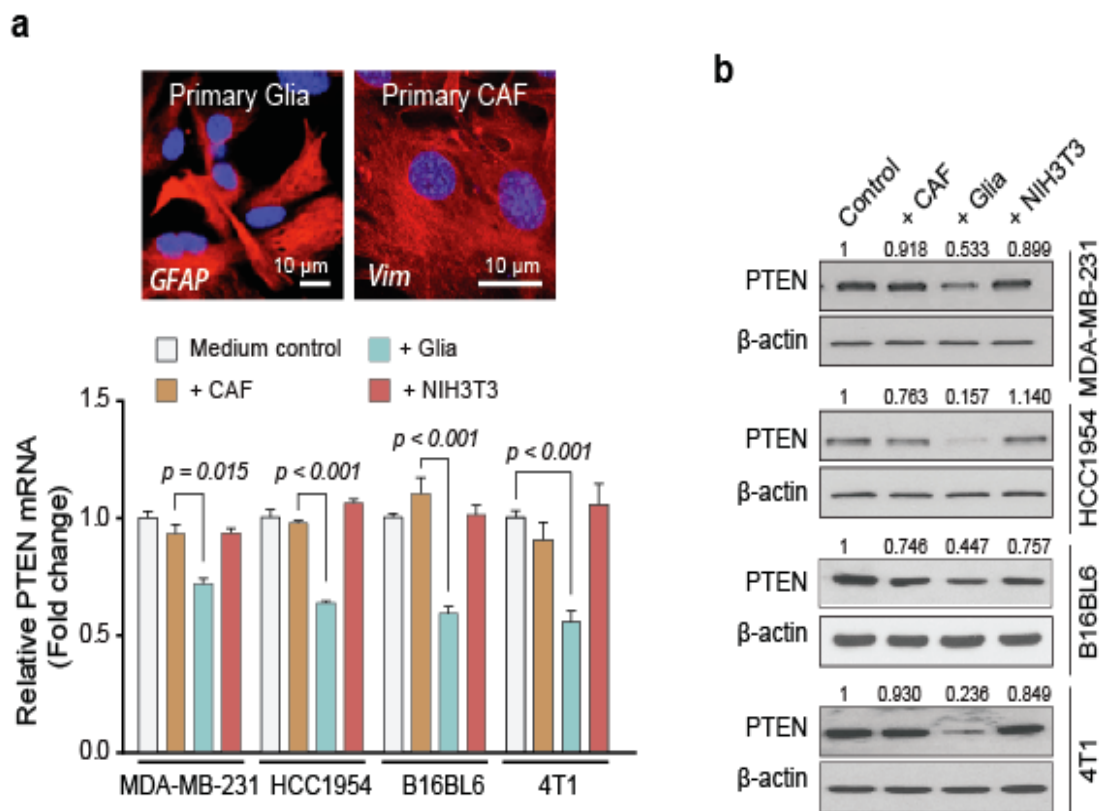 a
Primary Glia
GFAP
10 µm
Primary CAF
Vim
10 µm
Medium control
+ Glia
+ CAF
+ NIH3T3
Relative PTEN mRNA
(Fold change)
1.5
1.0
0.5
0.0
p = 0.015
p < 0.001
p < 0.001
p < 0.001
MDA-MB-231 HCC1954 B16BL6 4T1
b
Control + CAF + Glia + NIH3T3
1 0.918 0.533 0.899
PTEN
β-actin
MDA-MB-231
1 0.763 0.157 1.140
PTEN
β-actin
HCC1954
1 0.746 0.447 0.757
PTEN
β-actin
B16BL6
1 0.930 0.236 0.849
PTEN
β-actin
4T1